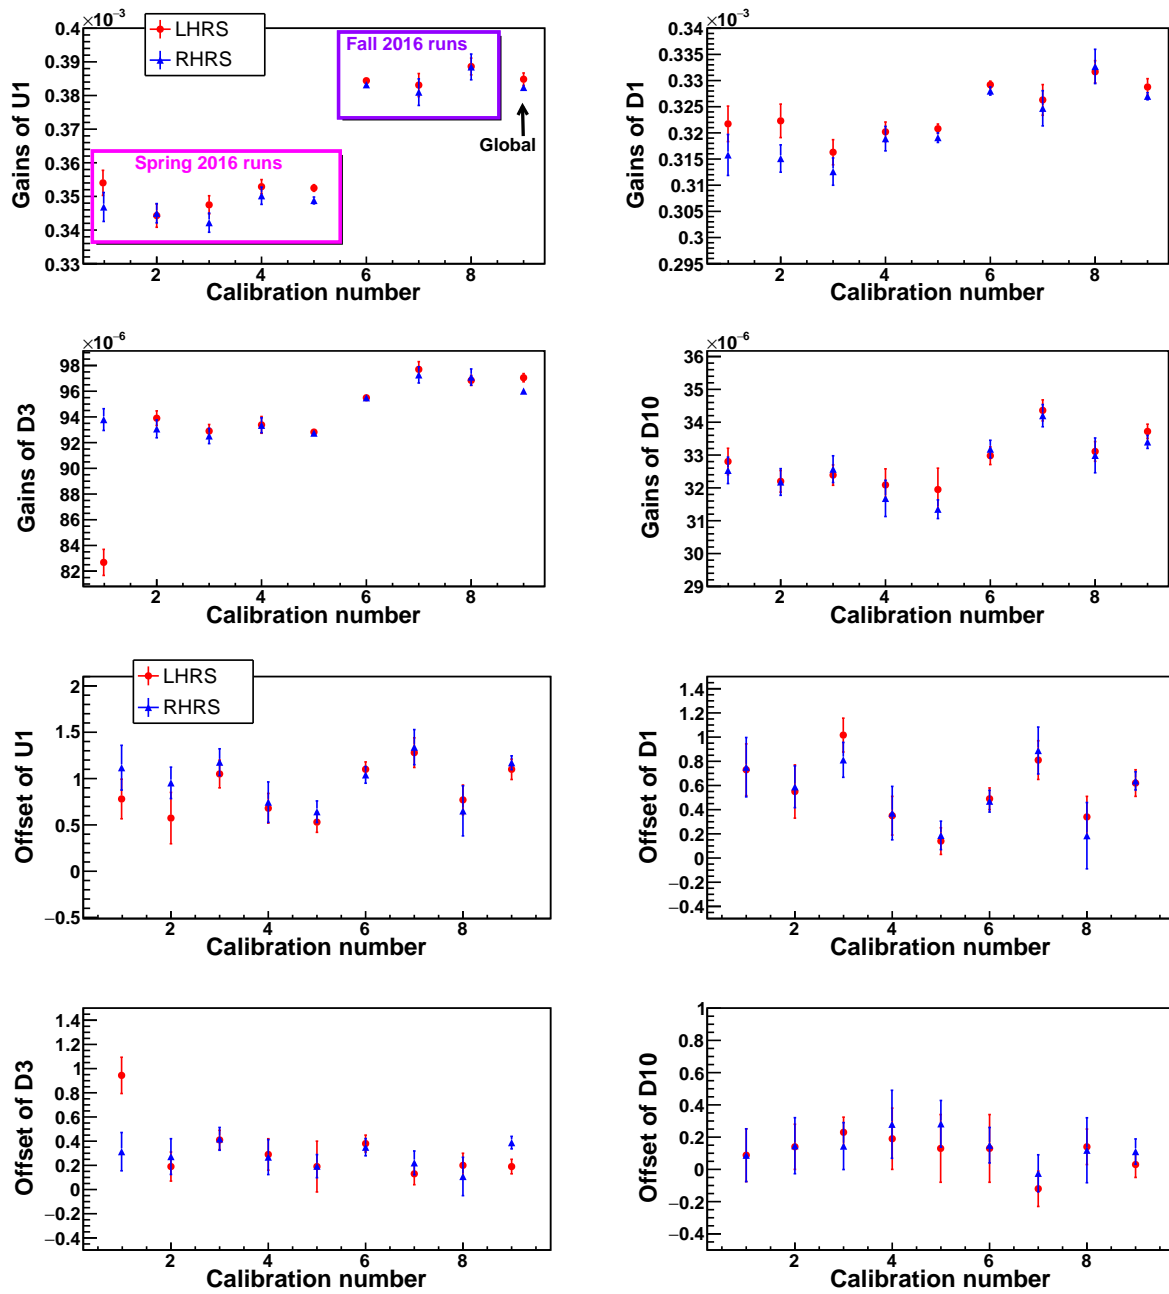 ×10⁻³
LHRS
RHRS
Fall 2016 runs
Global
Spring 2016 runs
Gains of U1
0.4
0.39
0.38
0.37
0.36
0.35
0.34
0.33
2 4 6 8
Calibration number
×10⁻³
Gains of D1
0.34
0.335
0.33
0.325
0.32
0.315
0.31
0.305
0.3
0.295
2 4 6 8
Calibration number
×10⁻⁶
Gains of D3
98
96
94
92
90
88
86
84
82
2 4 6 8
Calibration number
×10⁻⁶
Gains of D10
36
35
34
33
32
31
30
29
2 4 6 8
Calibration number
LHRS
RHRS
Offset of U1
2
1.5
1
0.5
0
−0.5
2 4 6 8
Calibration number
Offset of D1
1.4
1.2
1
0.8
0.6
0.4
0.2
0
−0.2
−0.4
2 4 6 8
Calibration number
Offset of D3
1.4
1.2
1
0.8
0.6
0.4
0.2
0
−0.2
−0.4
2 4 6 8
Calibration number
Offset of D10
1
0.8
0.6
0.4
0.2
0
−0.2
−0.4
2 4 6 8
Calibration number